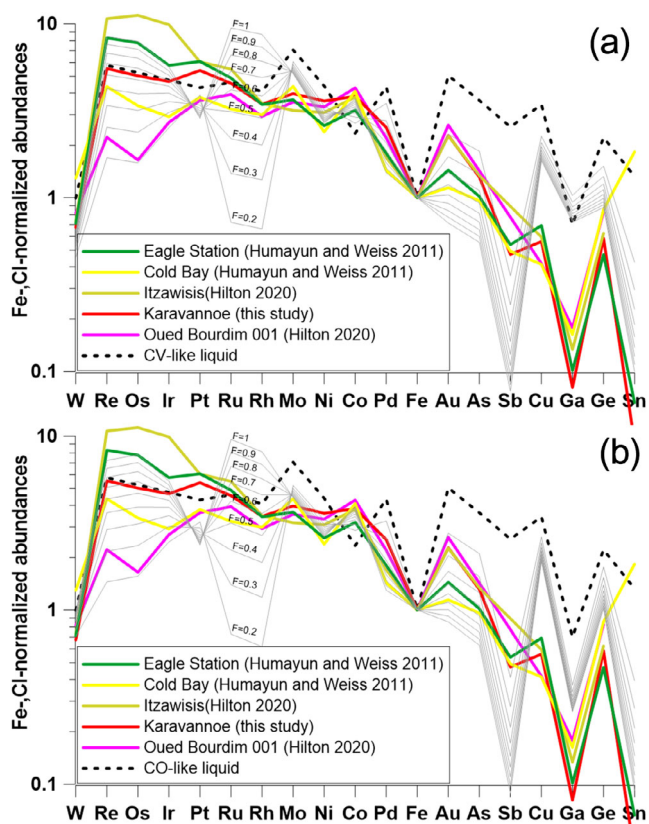 (a)
Fe-,CI-normalized abundances
10
1
0.1
F=1
F=0.9
F=0.8
F=0.7
F=0.6
F=0.5
F=0.4
F=0.3
F=0.2
Eagle Station (Humayun and Weiss 2011)
Cold Bay (Humayun and Weiss 2011)
Itzawisis(Hilton 2020)
Karavannoe (this study)
Oued Bourdim 001 (Hilton 2020)
CV-like liquid
W Re Os Ir Pt Ru Rh Mo Ni Co Pd Fe Au As Sb Cu Ga Ge Sn
(b)
Fe-,CI-normalized abundances
10
1
0.1
F=1
F=0.9
F=0.8
F=0.7
F=0.6
F=0.5
F=0.4
F=0.3
F=0.2
Eagle Station (Humayun and Weiss 2011)
Cold Bay (Humayun and Weiss 2011)
Itzawisis(Hilton 2020)
Karavannoe (this study)
Oued Bourdim 001 (Hilton 2020)
CO-like liquid
W Re Os Ir Pt Ru Rh Mo Ni Co Pd Fe Au As Sb Cu Ga Ge Sn